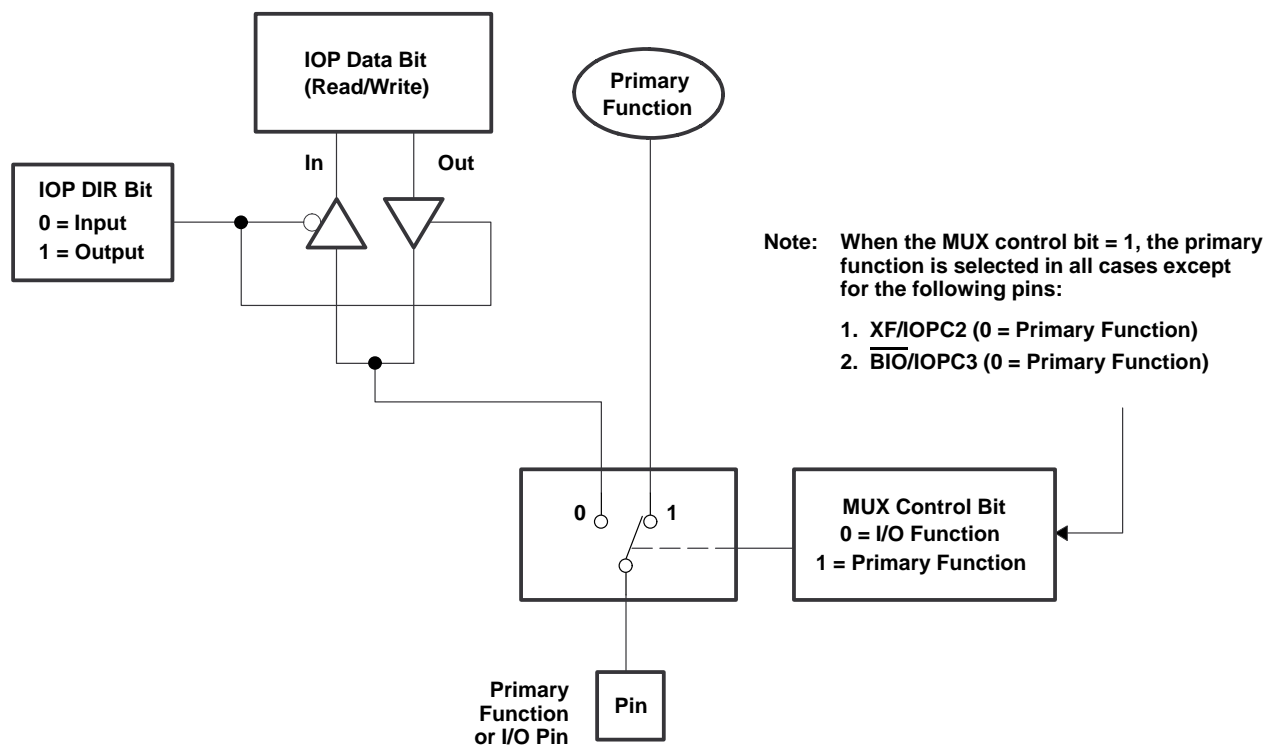 IOP Data Bit
(Read/Write)
Primary
Function
In
Out
IOP DIR Bit
0 = Input
1 = Output
Note: When the MUX control bit = 1, the primary
function is selected in all cases except
for the following pins:
1. XF/IOPC2 (0 = Primary Function)
2. B̅I̅O̅/IOPC3 (0 = Primary Function)
0
1
MUX Control Bit
0 = I/O Function
1 = Primary Function
Primary
Function
or I/O Pin
Pin